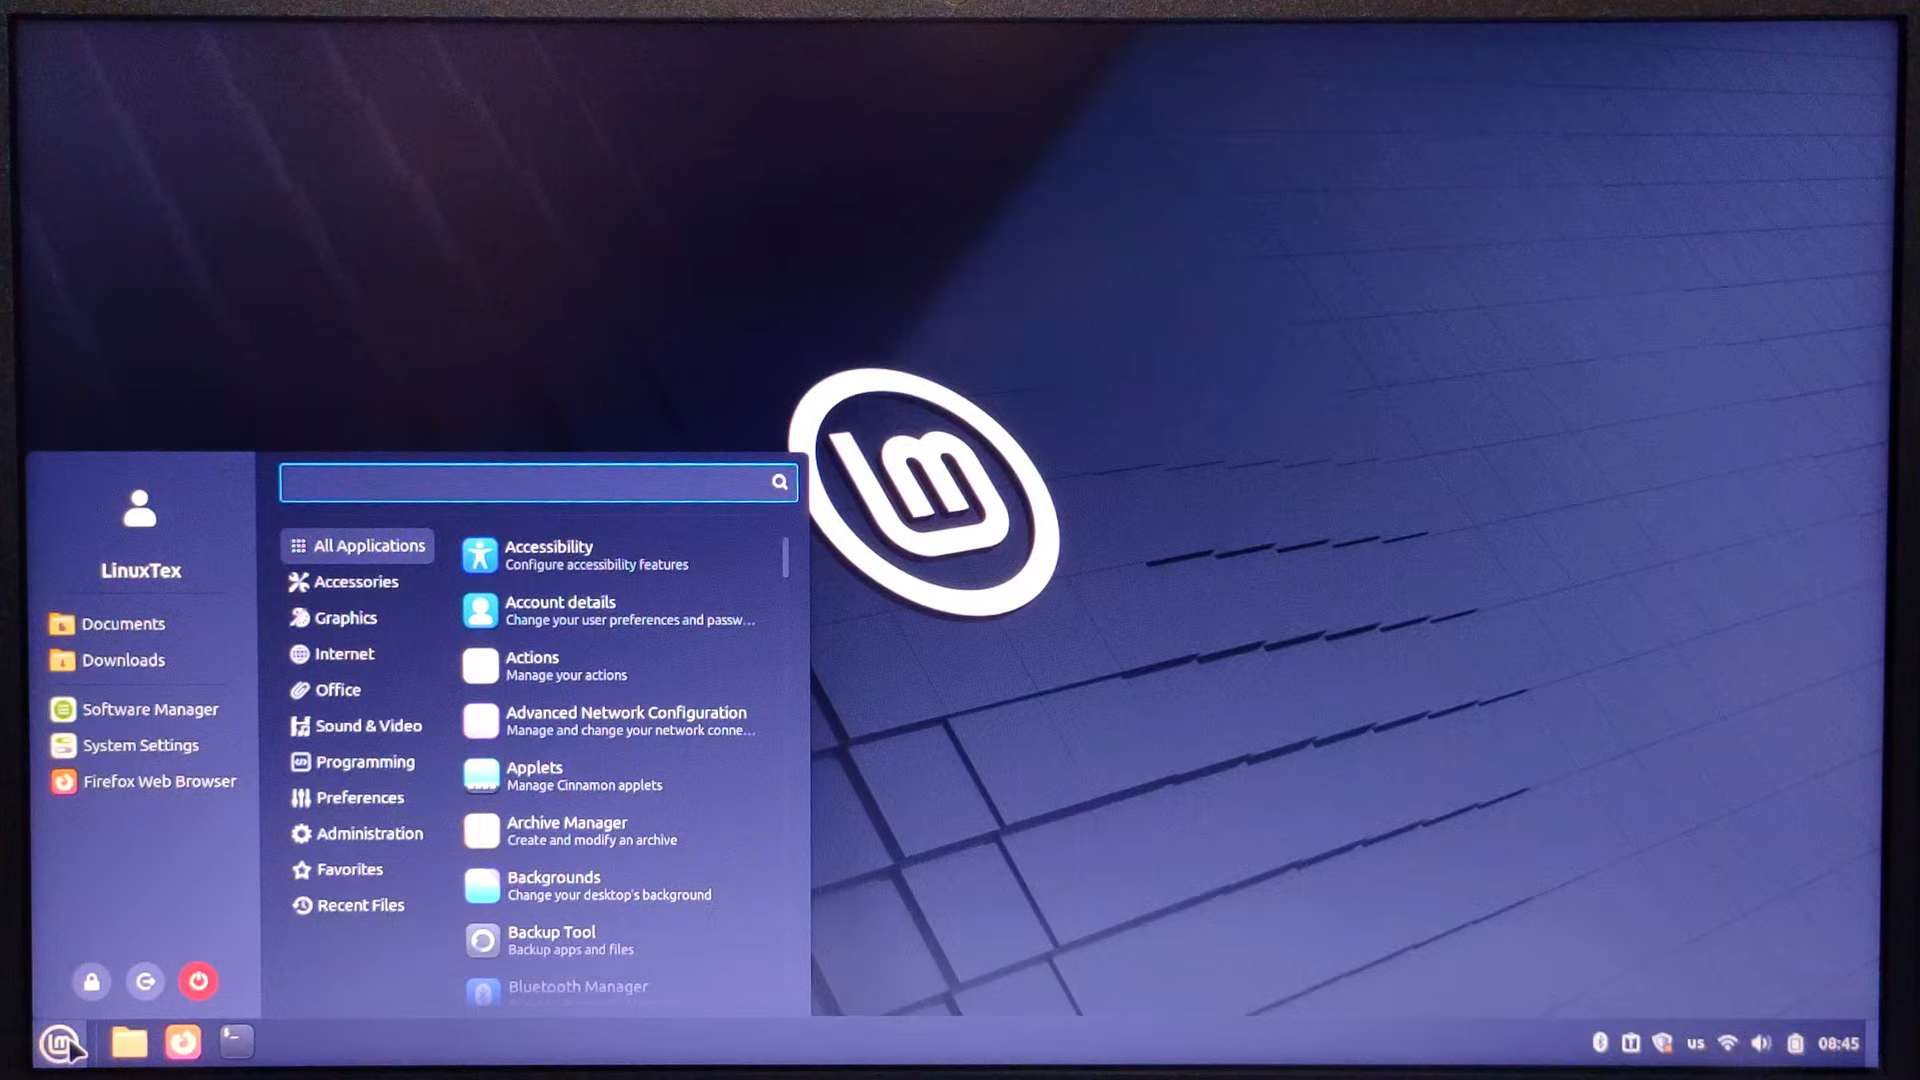 lm
LinuxTex
Documents
Downloads
Software Manager
System Settings
Firefox Web Browser
All Applications
Accessories
Graphics
Internet
Office
Sound & Video
Programming
Preferences
Administration
Favorites
Recent Files
Accessibility
Configure accessibility features
Account details
Change your user preferences and passw...
Actions
Manage your actions
Advanced Network Configuration
Manage and change your network conne...
Applets
Manage Cinnamon applets
Archive Manager
Create and modify an archive
Backgrounds
Change your desktop's background
Backup Tool
Backup apps and files
Bluetooth Manager
us
08:45